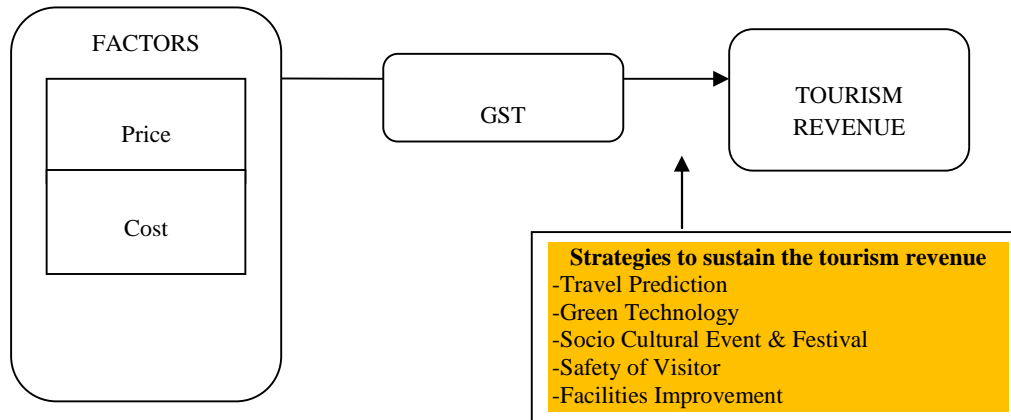 FACTORS
Price
Cost
GST
TOURISM
REVENUE
Strategies to sustain the tourism revenue
-Travel Prediction
-Green Technology
-Socio Cultural Event & Festival
-Safety of Visitor
-Facilities Improvement